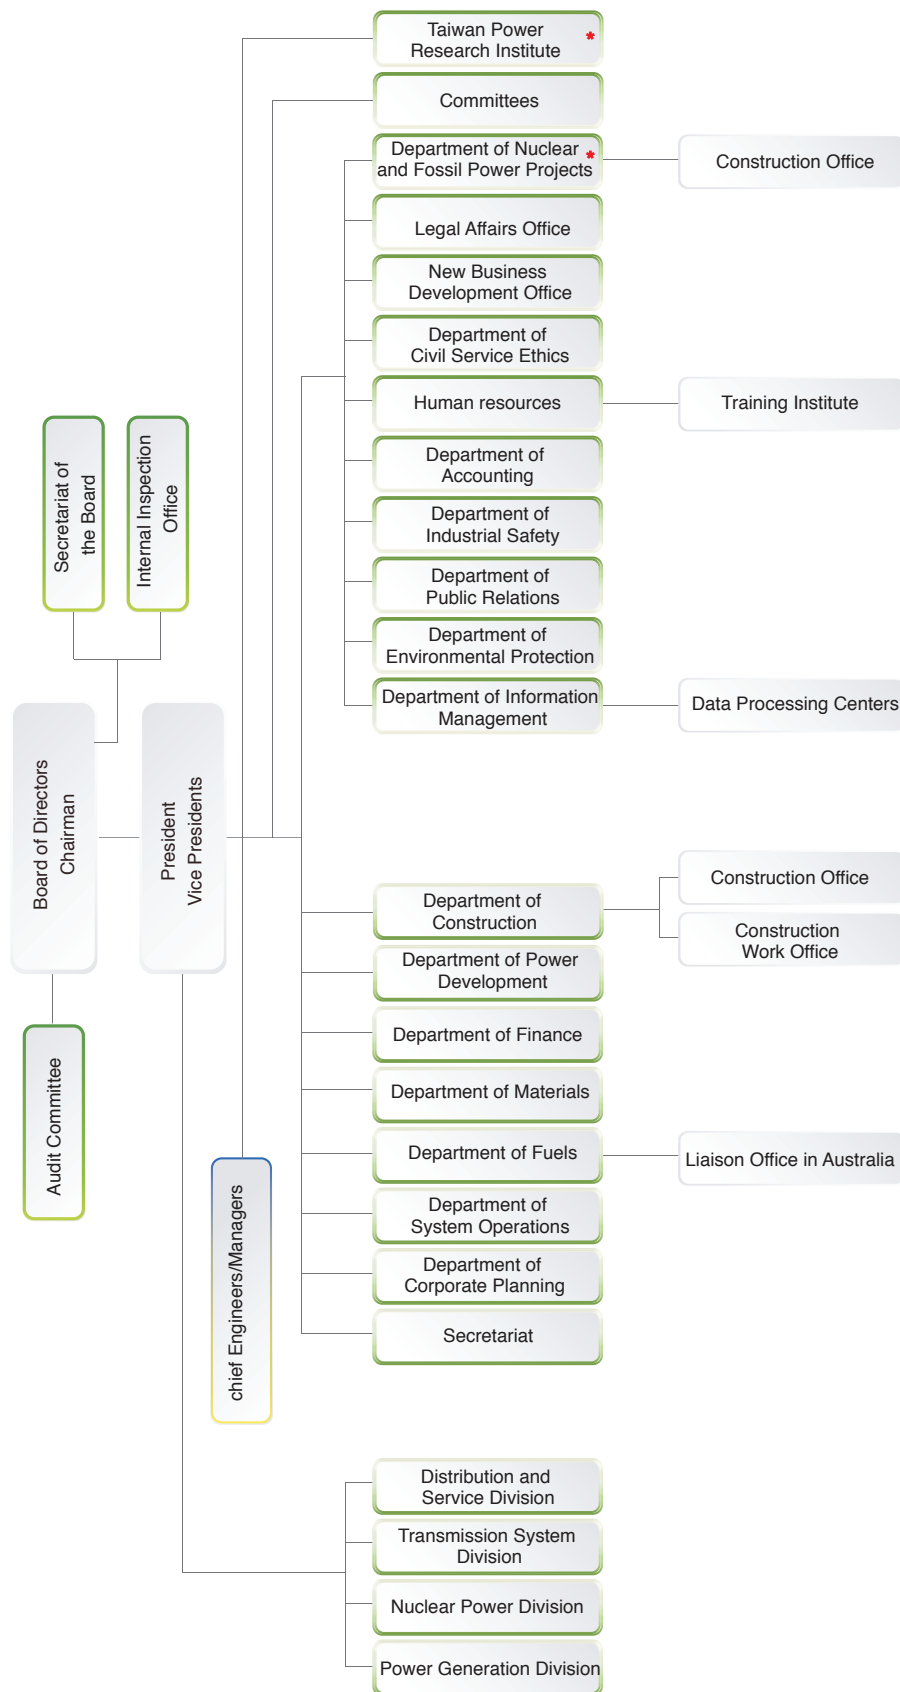 Taiwan Power
Research Institute *
Committees
Department of Nuclear
and Fossil Power Projects *
Construction Office
Legal Affairs Office
New Business
Development Office
Department of
Civil Service Ethics
Human resources
Training Institute
Department of
Accounting
Department of
Industrial Safety
Department of
Public Relations
Department of
Environmental Protection
Department of Information
Management
Data Processing Centers
Secretariat of
the Board
Internal Inspection
Office
Board of Directors
Chairman
President
Vice Presidents
Audit Committee
chief Engineers/Managers
Department of
Construction
Construction Office
Construction
Work Office
Department of Power
Development
Department of Finance
Department of Materials
Department of Fuels
Liaison Office in Australia
Department of
System Operations
Department of
Corporate Planning
Secretariat
Distribution and
Service Division
Transmission System
Division
Nuclear Power Division
Power Generation Division